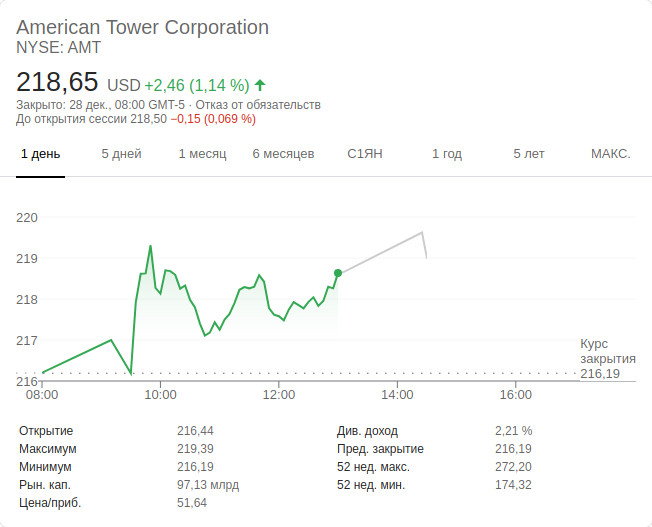 American Tower Corporation
NYSE: AMT
218,65 USD +2,46 (1,14 %)
Закрыто: 28 дек., 08:00 GMT-5 · Отказ от обязательств
До открытия сессии 218,50 −0,15 (0,069 %)
1 день 5 дней 1 месяц 6 месяцев С1ЯН 1 год 5 лет МАКС.
220
219
218
217
Курс
закрытия
216,19
216
08:00 10:00 12:00 14:00 16:00
Открытие 216,44 Див. доход 2,21 %
Максимум 219,39 Пред. закрытие 216,19
Минимум 216,19 52 нед. макс. 272,20
Рын. кап. 97,13 млрд 52 нед. мин. 174,32
Цена/приб. 51,64